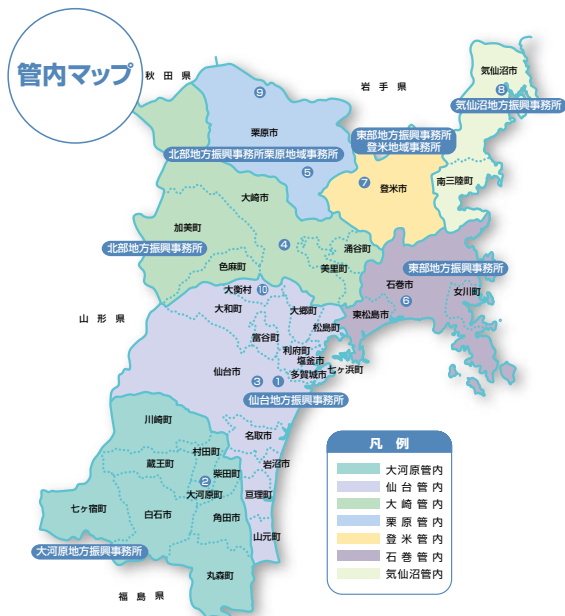 管内マップ
秋田県
岩手県
気仙沼市
⑧
気仙沼地方振興事務所
⑨
栗原市
東部地方振興事務所
登米地域事務所
北部地方振興事務所栗原地域事務所
⑤
⑦
登米市
南三陸町
大崎市
加美町
北部地方振興事務所
④
涌谷町
色麻町
美里町
東部地方振興事務所
石巻市
女川町
⑥
大衡村
⑩
大和町
大郷町
東松島市
山形県
松島町
富谷町
利府町
塩釜市
七ヶ浜町
多賀城市
仙台市
③
①
仙台地方振興事務所
川崎町
名取市
村田町
岩沼市
蔵王町
柴田町
②
大河原町
亘理町
七ヶ宿町
白石市
角田市
山元町
大河原地方振興事務所
丸森町
福島県
凡例
大河原管内
仙台管内
大崎管内
栗原管内
登米管内
石巻管内
気仙沼管内